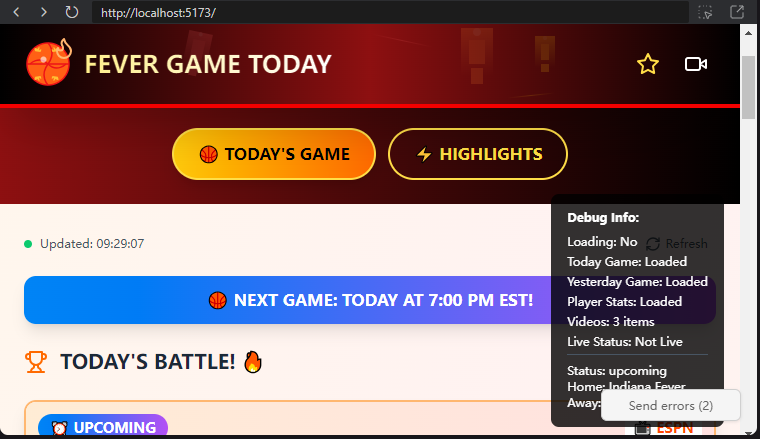 http://localhost:5173/
FEVER GAME TODAY
TODAY'S GAME
HIGHLIGHTS
Updated: 09:29:07
Refresh
Debug Info:
Loading: No
Today Game: Loaded
Yesterday Game: Loaded
Player Stats: Loaded
Videos: 3 items
Live Status: Not Live
Status: upcoming
Home: Indiana Fever
Away:
Send errors (2)
NEXT GAME: TODAY AT 7:00 PM EST!
TODAY'S BATTLE!
UPCOMING
ESPN